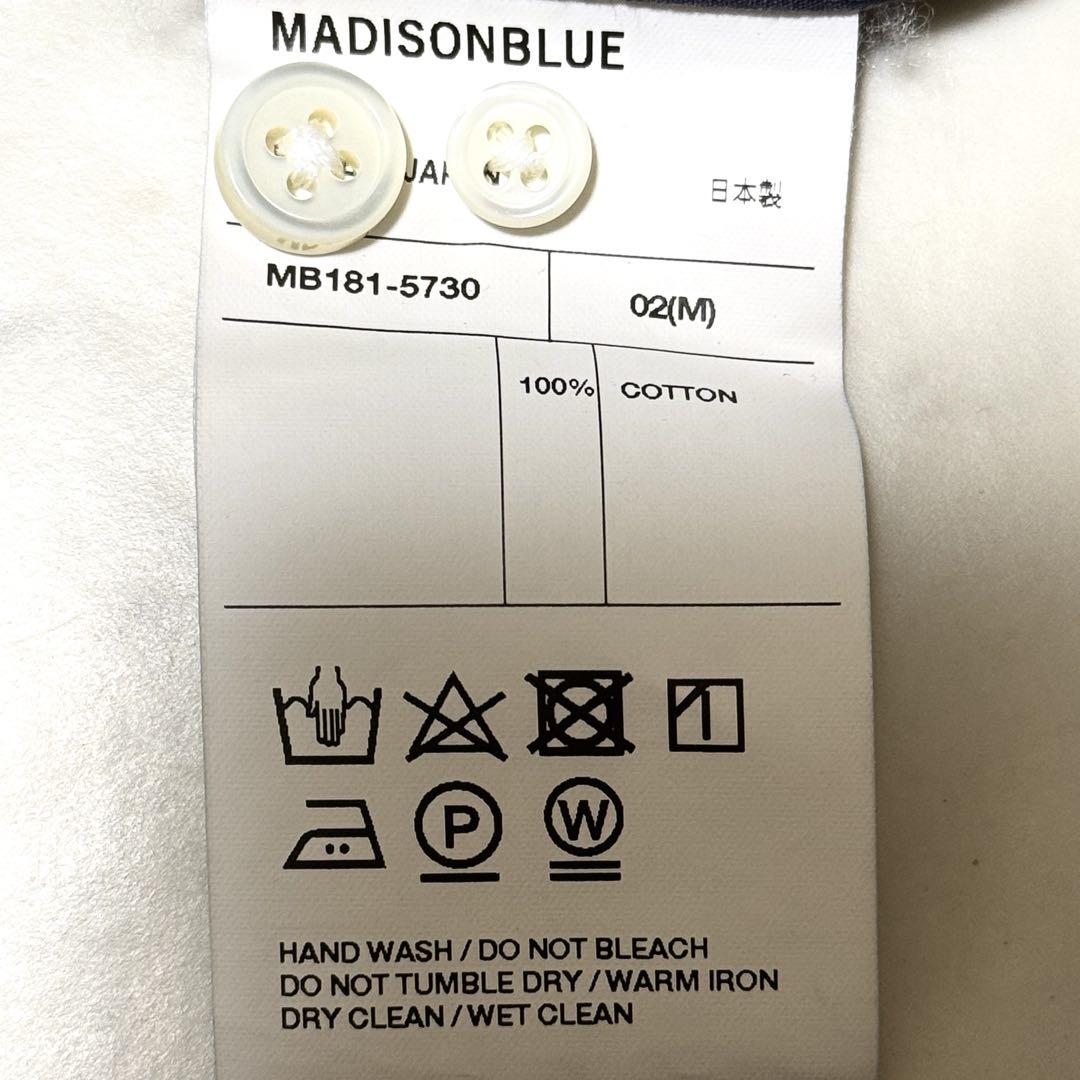 MADISONBLUE
日本製
MB181-5730
02(M)
100% COTTON
P W
HAND WASH / DO NOT BLEACH
DO NOT TUMBLE DRY / WARM IRON
DRY CLEAN / WET CLEAN